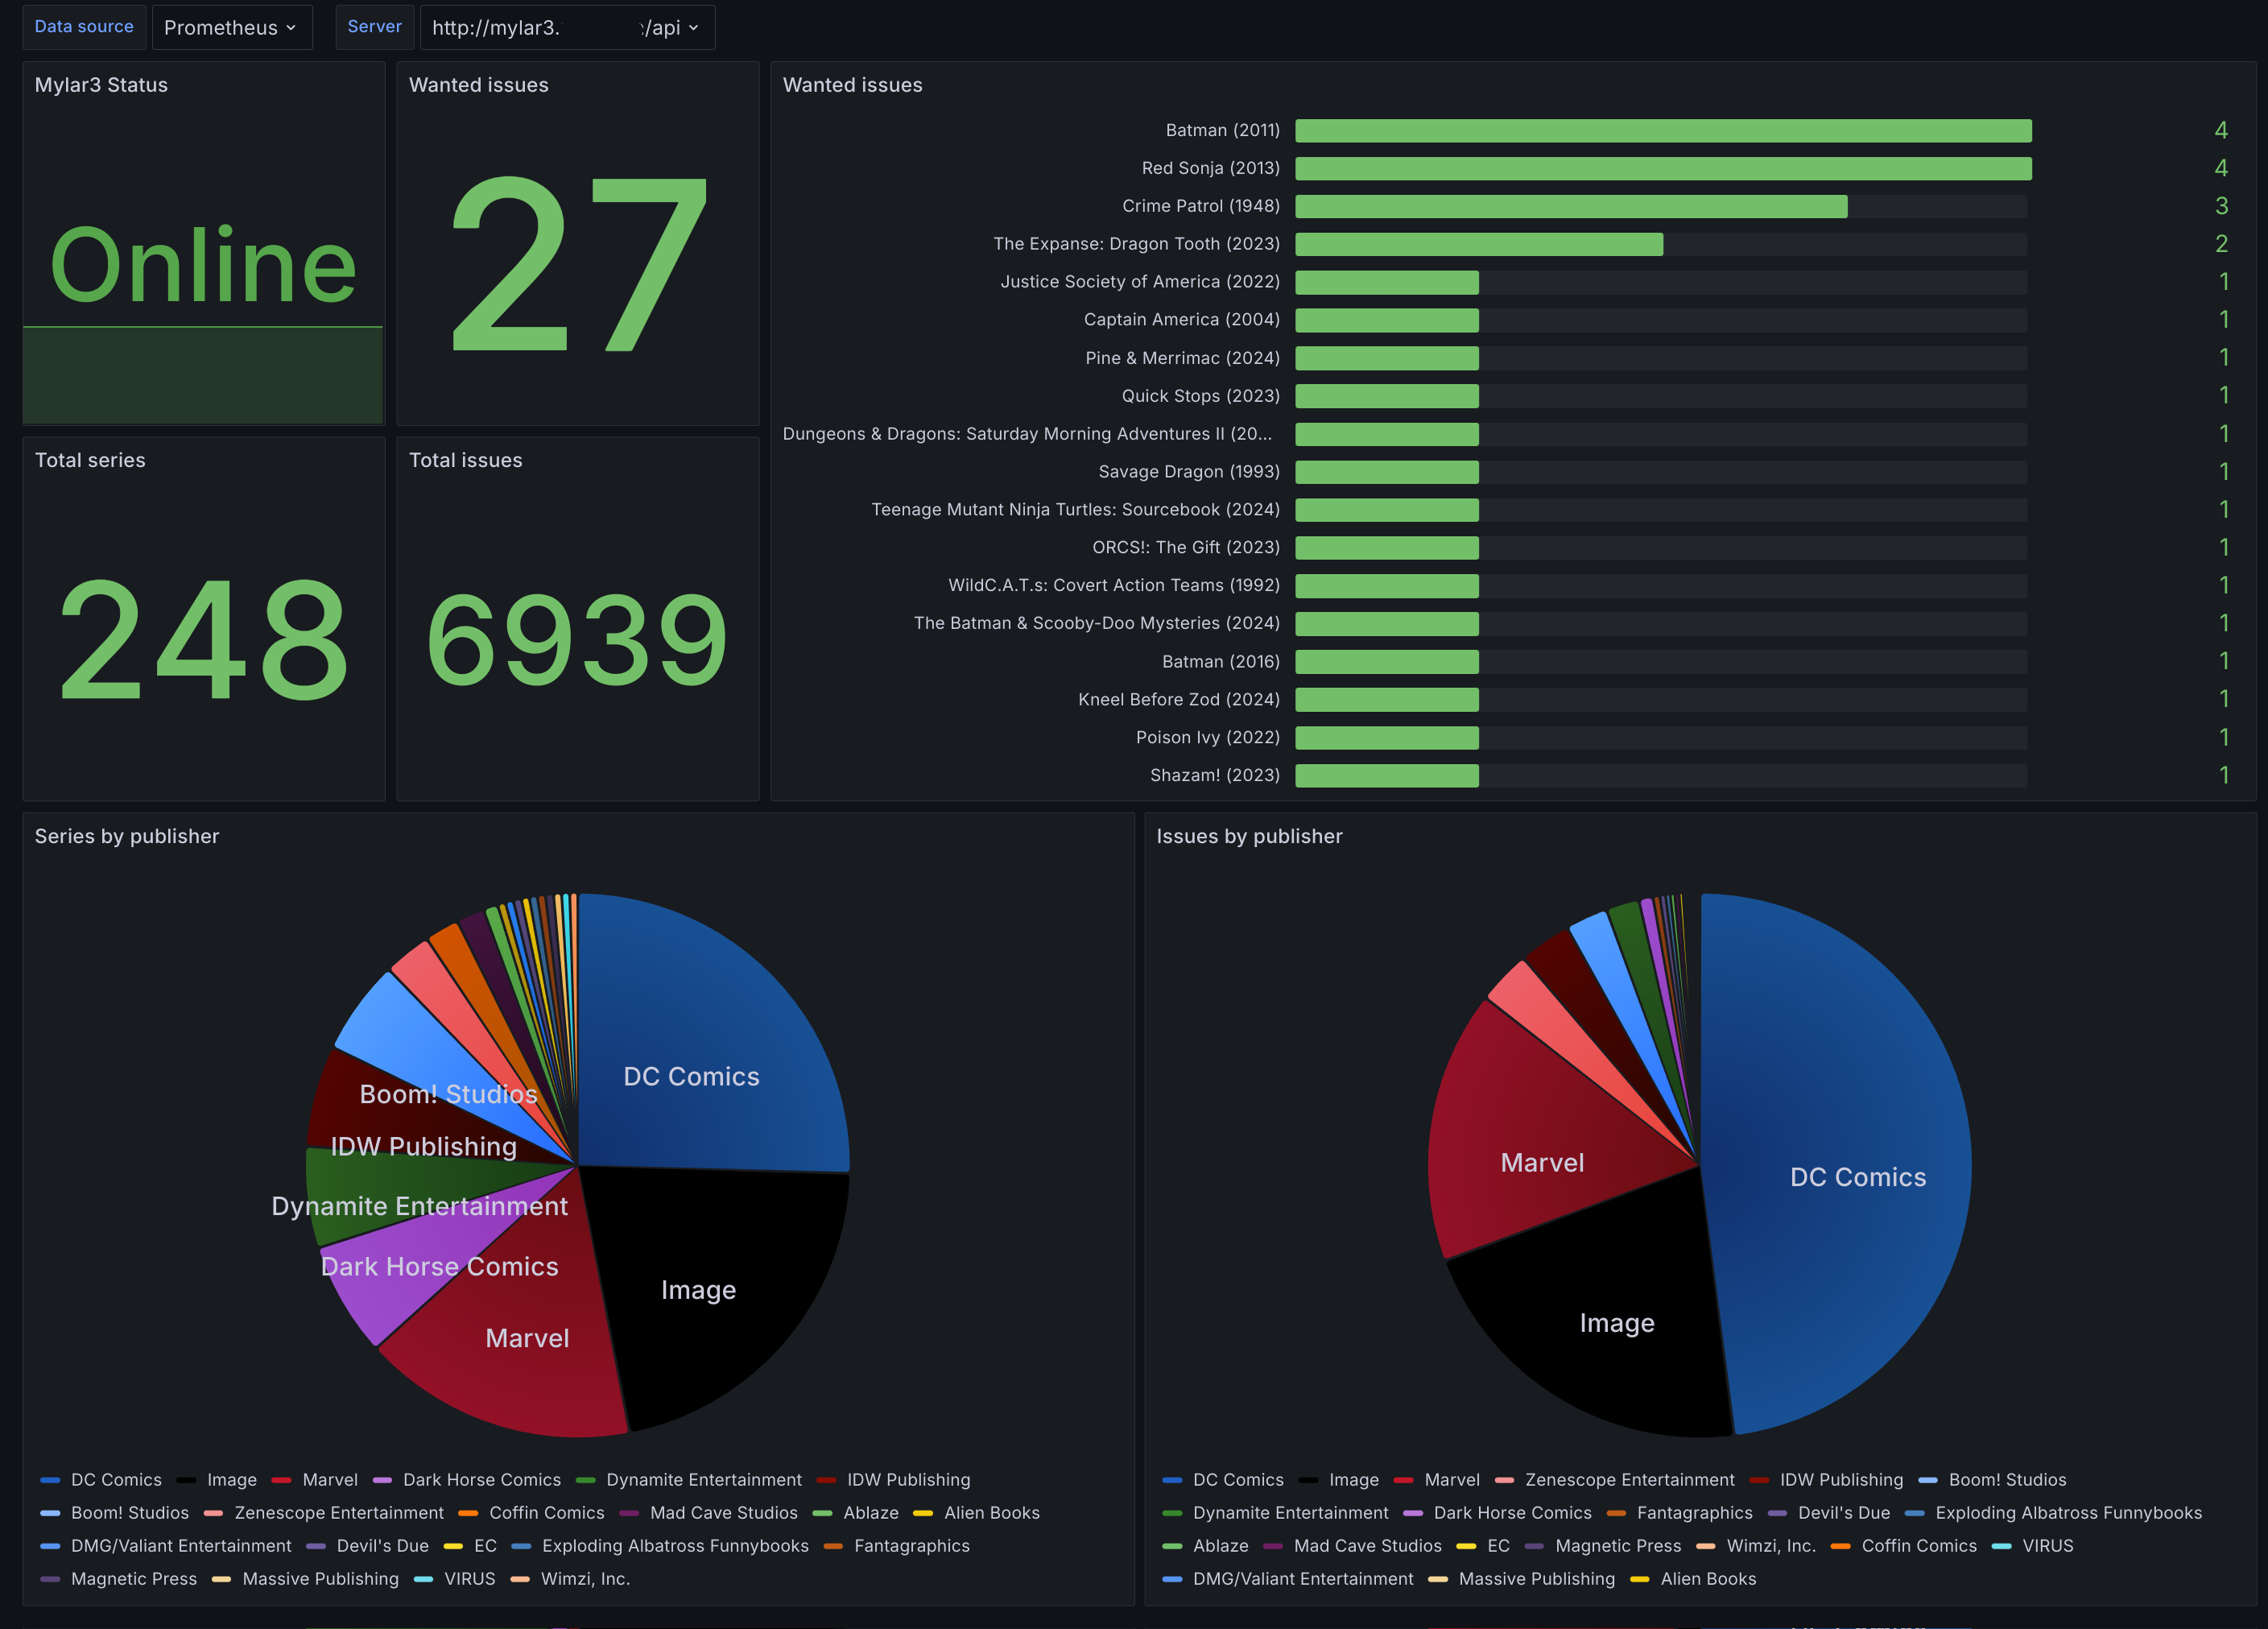 Data source Prometheus Server http://mylar3. /api
Mylar3 Status
Online
Wanted issues
27
Wanted issues
Batman (2011) 4
Red Sonja (2013) 4
Crime Patrol (1948) 3
The Expanse: Dragon Tooth (2023) 2
Justice Society of America (2022) 1
Captain America (2004) 1
Pine & Merrimac (2024) 1
Quick Stops (2023) 1
Dungeons & Dragons: Saturday Morning Adventures II (20... 1
Savage Dragon (1993) 1
Teenage Mutant Ninja Turtles: Sourcebook (2024) 1
ORCS!: The Gift (2023) 1
WildC.A.T.s: Covert Action Teams (1992) 1
The Batman & Scooby-Doo Mysteries (2024) 1
Batman (2016) 1
Kneel Before Zod (2024) 1
Poison Ivy (2022) 1
Shazam! (2023) 1
Total series
248
Total issues
6939
Series by publisher
DC Comics
Boom! Studios
IDW Publishing
Dynamite Entertainment
Dark Horse Comics
Image
Marvel
DC Comics Image Marvel Dark Horse Comics Dynamite Entertainment IDW Publishing
Boom! Studios Zenescope Entertainment Coffin Comics Mad Cave Studios Ablaze Alien Books
DMG/Valiant Entertainment Devil's Due EC Exploding Albatross Funnybooks Fantagraphics
Magnetic Press Massive Publishing VIRUS Wimzi, Inc.
Issues by publisher
Marvel
DC Comics
Image
DC Comics Image Marvel Zenescope Entertainment IDW Publishing Boom! Studios
Dynamite Entertainment Dark Horse Comics Fantagraphics Devil's Due Exploding Albatross Funnybooks
Ablaze Mad Cave Studios EC Magnetic Press Wimzi, Inc. Coffin Comics VIRUS
DMG/Valiant Entertainment Massive Publishing Alien Books